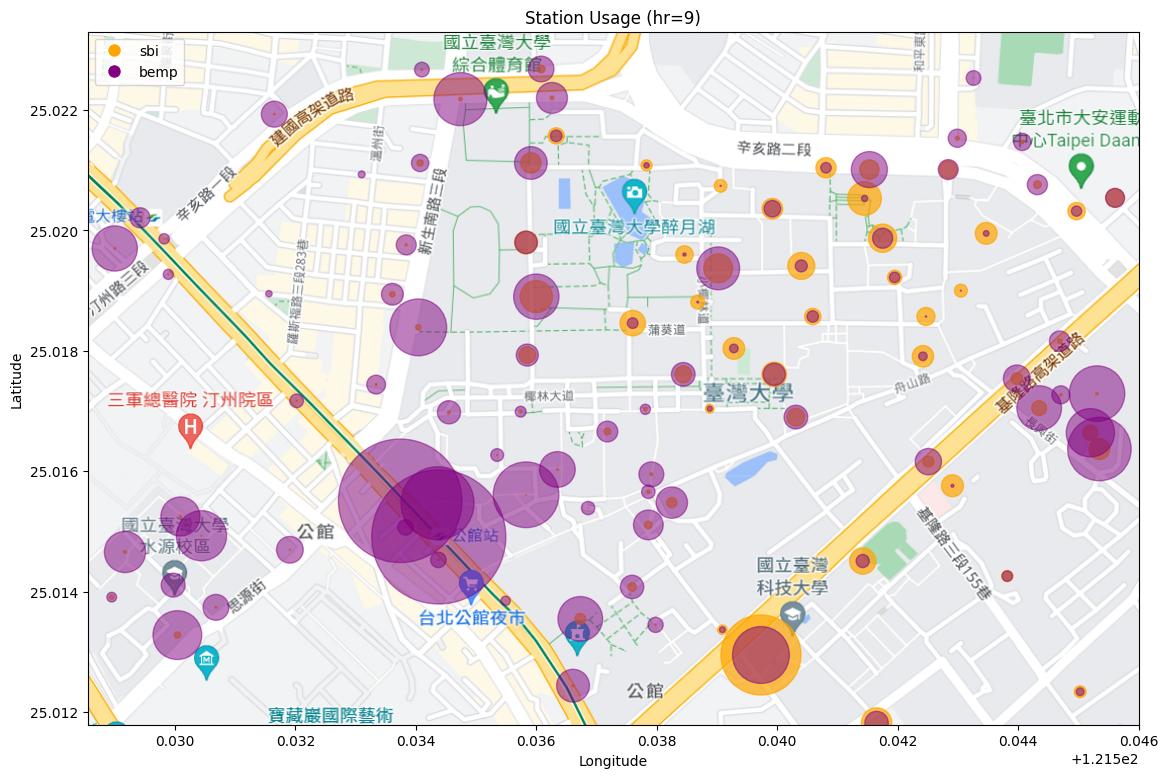 Station Usage (hr=9)
sbi
bemp
國立臺灣大學
綜合體育館
和平東
臺北市大安運動
中心Taipei Daan
建國高架道路
溫州街
辛亥路二段
辛亥路一段
新生南路三段
電大樓站
國立臺灣大學醉月湖
汀州路三段
羅斯福路三段283巷
蒲葵道
基隆路高架道路
舟山路
臺灣大學
椰林大道
三軍總醫院 汀州院區
長興街
國立臺灣大學
水源校區
公館
公館站
基隆路三段155巷
國立臺灣
科技大學
思源街
台北公館夜市
公館
寶藏巖國際藝術
25.022
25.020
25.018
25.016
25.014
25.012
Latitude
0.030
0.032
0.034
0.036
0.038
0.040
0.042
0.044
0.046
Longitude
+1.215e2